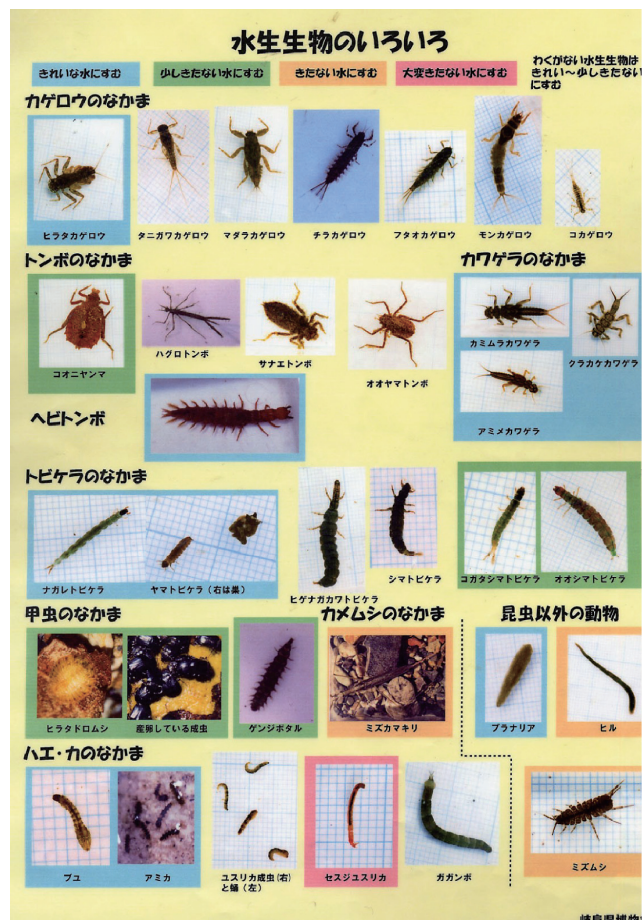 水生生物のいろいろ
きれいな水にすむ
少しきたない水にすむ
きたない水にすむ
大変きたない水にすむ
わくがない水生生物は
きれい～少しきたない
にすむ
カゲロウのなかま
ヒラタカゲロウ
タニガワカゲロウ
マダラカゲロウ
チラカゲロウ
フタオカゲロウ
モンカゲロウ
コカゲロウ
トンボのなかま
コオニヤンマ
ハグロトンボ
サナエトンボ
オオヤマトンボ
カワゲラのなかま
カミムラカワゲラ
クラカケカワゲラ
アミメカワゲラ
ヘビトンボ
トビケラのなかま
ナガレトビケラ
ヤマトビケラ（右は巣）
ヒゲナガカワトビケラ
シマトビケラ
コガタシマトビケラ
オオシマトビケラ
甲虫のなかま
ヒラタドロムシ
産卵している成虫
ゲンジボタル
カメムシのなかま
ミズカマキリ
昆虫以外の動物
プラナリア
ヒル
ハエ・カのなかま
ブユ
アミカ
ユスリカ成虫(右)
と蛹（左）
セスジユスリカ
ガガンボ
ミズムシ
岐阜県博物